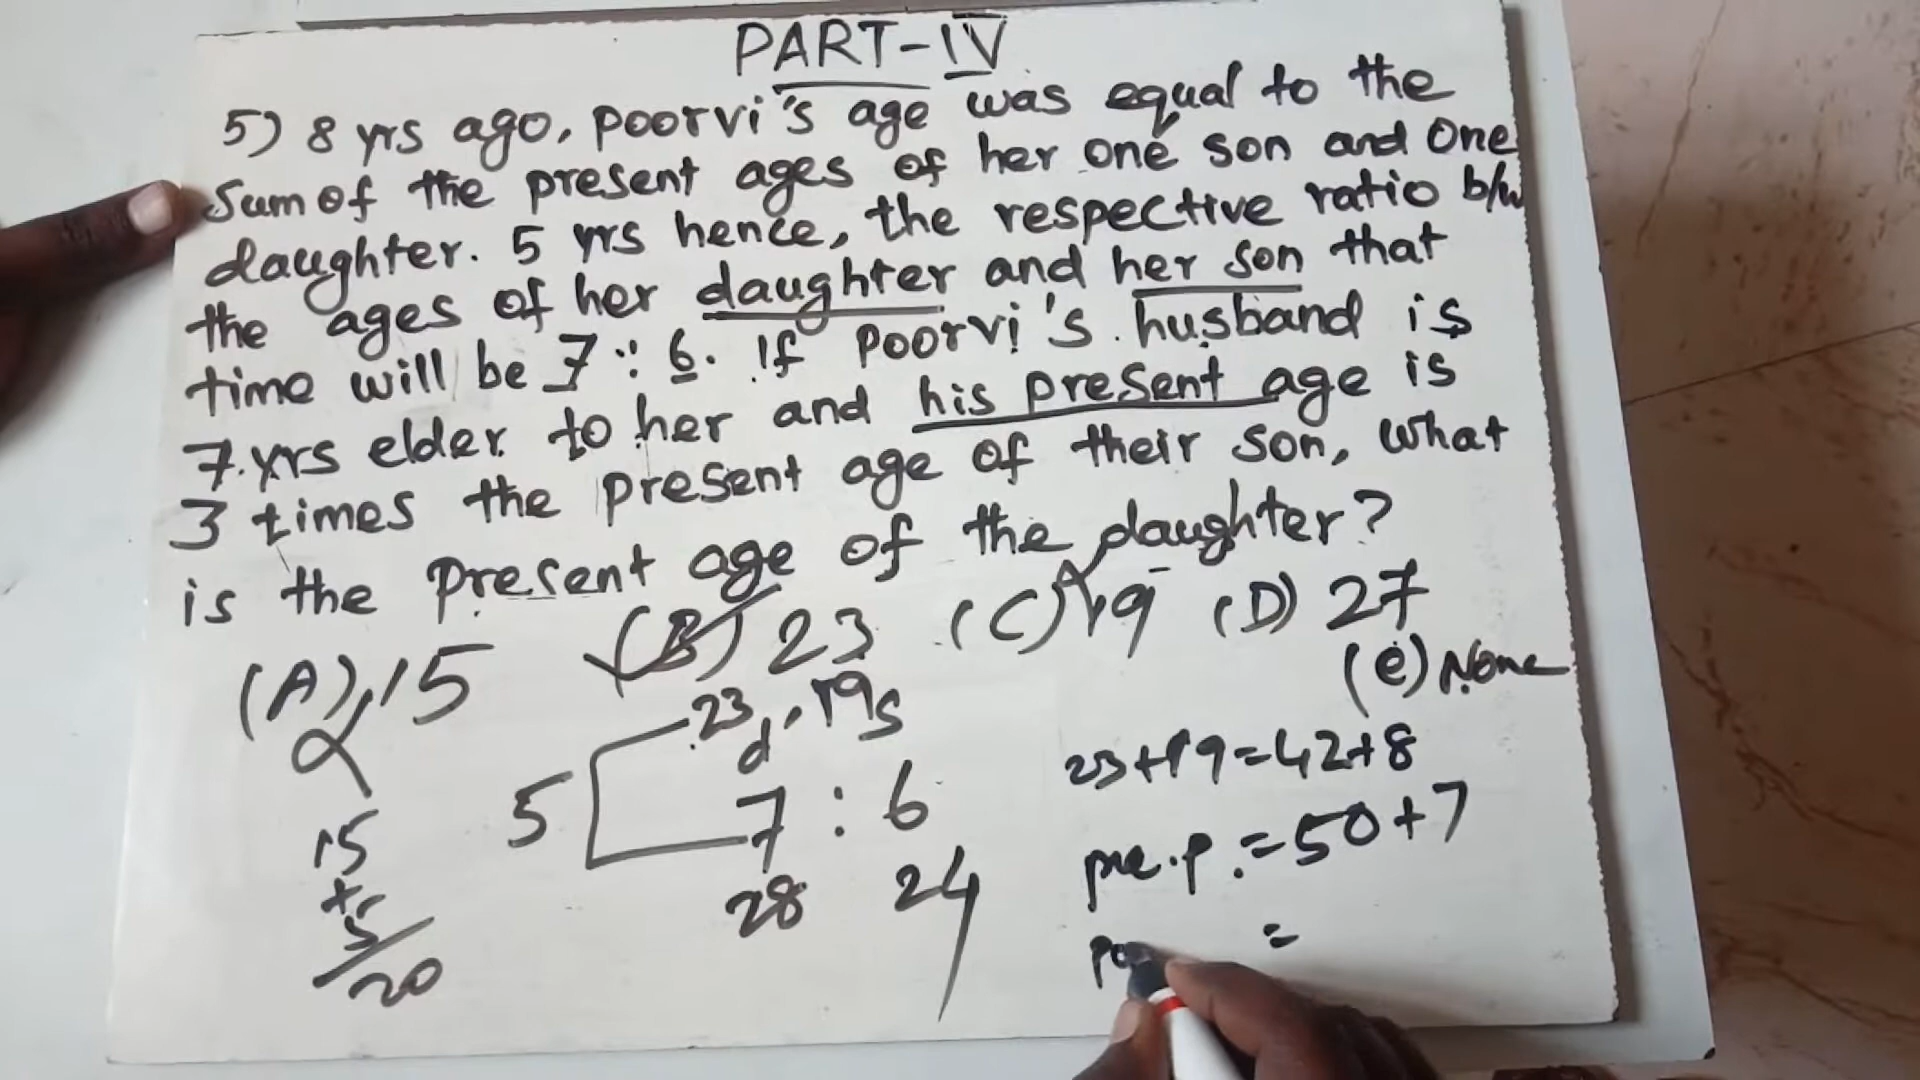 PART-IV
5) 8 yrs ago, poorvi's age was equal to the
sum of the present ages of her one son and One
daughter. 5 yrs hence, the respective ratio b/w
the ages of her daughter and her son that
time will be 7 : 6. If poorvi's husband is
7 yrs elder to her and his present age is
3 times the present age of their son, what
is the present age of the daughter?
(A) 15 (B) 23 (C) 19 (D) 27
(e) None
23 , 19
d s
5 7 : 6
28 24
15
+
5
20
23+19=42+8
pre.p.=50+7
=